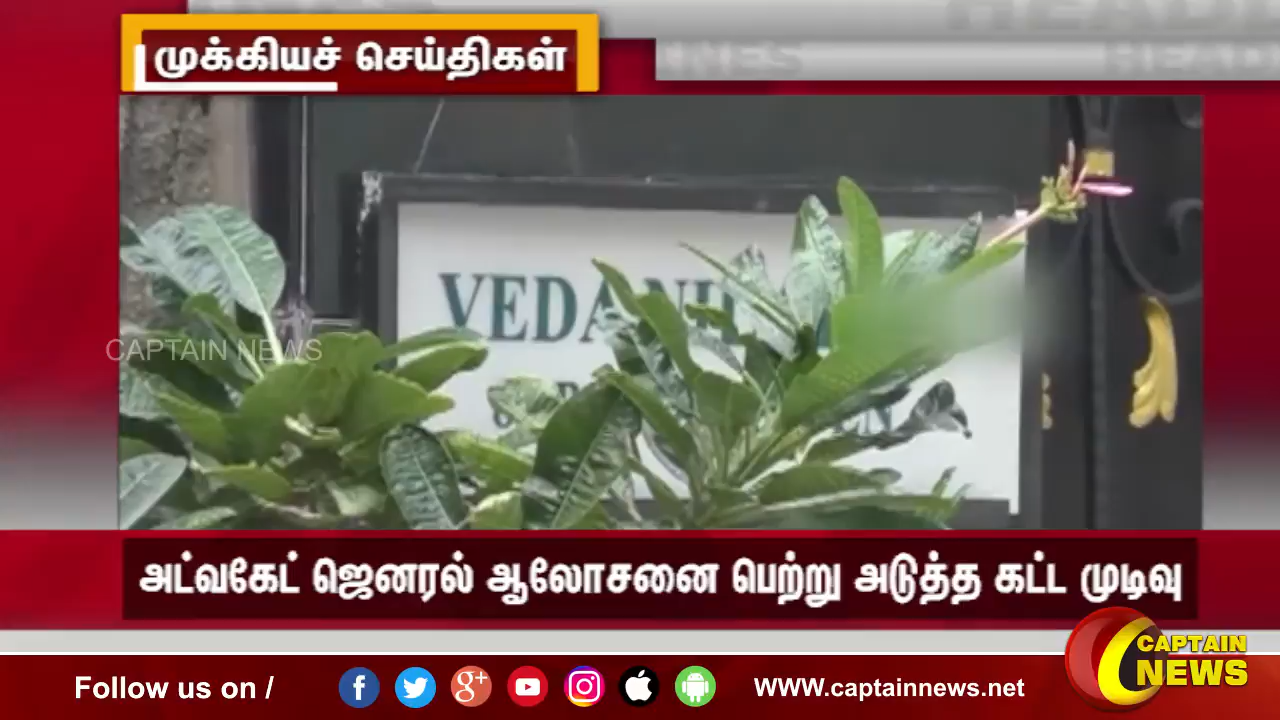 முக்கியச் செய்திகள்
CAPTAIN NEWS
அட்வகேட் ஜெனரல் ஆலோசனை பெற்று அடுத்த கட்ட முடிவு
CAPTAIN
NEWS
Follow us on /
WWW.captainnews.net